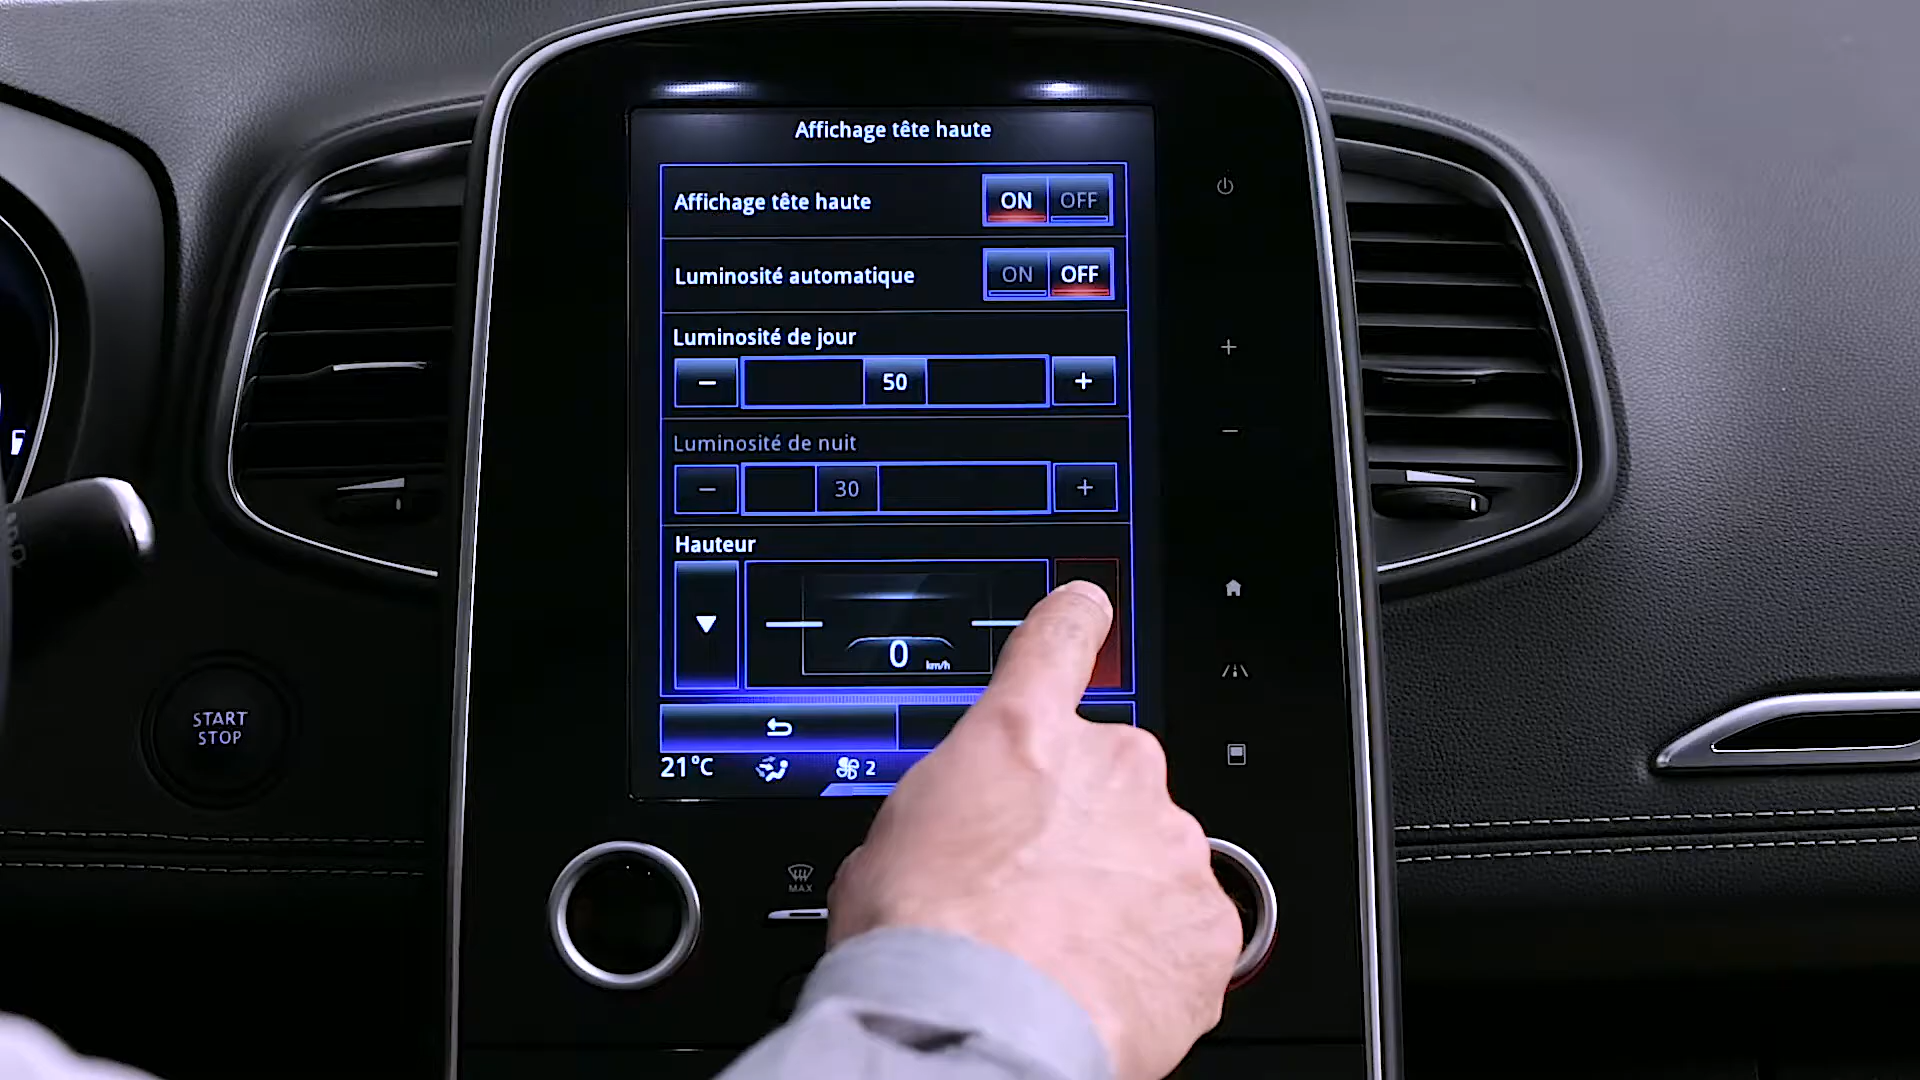 Affichage tête haute
Affichage tête haute ON OFF
Luminosité automatique ON OFF
Luminosité de jour
− 50 +
Luminosité de nuit
− 30 +
Hauteur
0 km/h
21°C 2
START
STOP
MAX
+
−